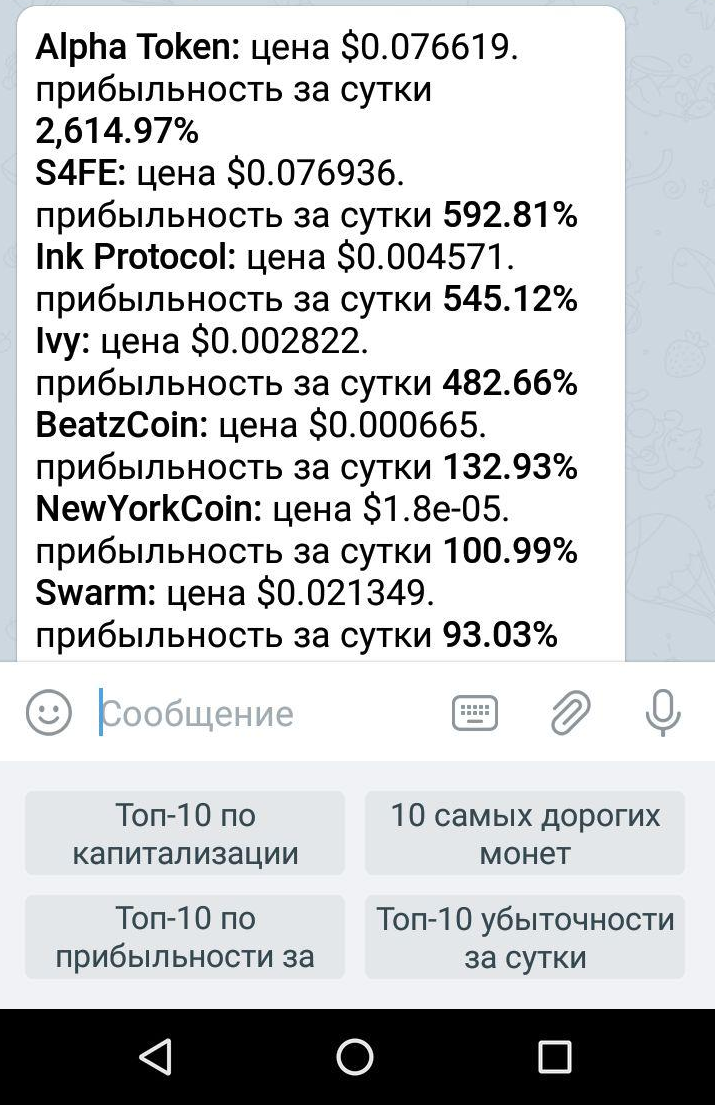 Alpha Token: цена $0.076619.
прибыльность за сутки
2,614.97%
S4FE: цена $0.076936.
прибыльность за сутки 592.81%
Ink Protocol: цена $0.004571.
прибыльность за сутки 545.12%
Ivy: цена $0.002822.
прибыльность за сутки 482.66%
BeatzCoin: цена $0.000665.
прибыльность за сутки 132.93%
NewYorkCoin: цена $1.8e-05.
прибыльность за сутки 100.99%
Swarm: цена $0.021349.
прибыльность за сутки 93.03%
Сообщение
Топ-10 по
капитализации
10 самых дорогих
монет
Топ-10 по
прибыльности за
Топ-10 убыточности
за сутки